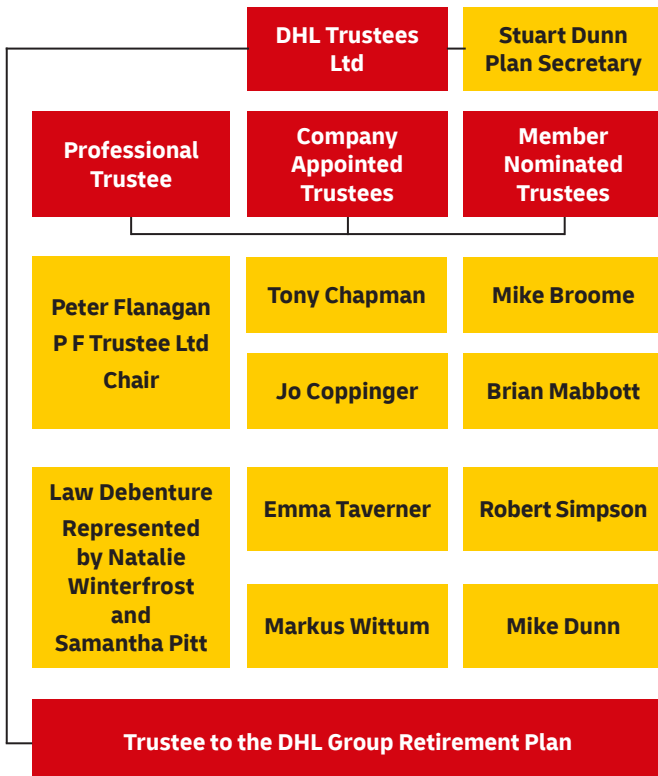 DHL Trustees
Ltd
Stuart Dunn
Plan Secretary
Professional
Trustee
Company
Appointed
Trustees
Member
Nominated
Trustees
Peter Flanagan
P F Trustee Ltd
Chair
Tony Chapman
Mike Broome
Jo Coppinger
Brian Mabbott
Law Debenture
Represented
by Natalie
Winterfrost
and
Samantha Pitt
Emma Taverner
Robert Simpson
Markus Wittum
Mike Dunn
Trustee to the DHL Group Retirement Plan